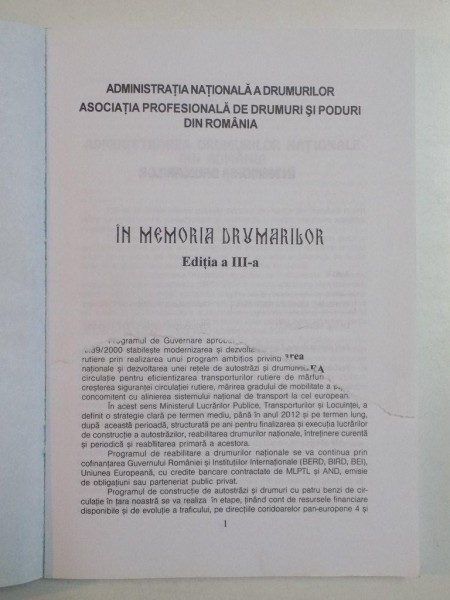 ADMINISTRAȚIA NAȚIONALĂ A DRUMURILOR
ASOCIAȚIA PROFESIONALĂ DE DRUMURI ȘI PODURI
DIN ROMÂNIA
ÎN MEMORIA DRUMARILOR
Ediția a III-a
Programul de Guvernare
39/2000 stabilește modernizarea și
rutiere prin realizarea unui program ambițios privind
naționale și dezvoltarea unei rețele de autostrăzi și
circulație pentru eficientizarea transporturilor rutiere de
creșterea siguranței circulației rutiere, mărirea gradului de mobilitate a
concomitent cu alinierea sistemului național de transport la cel european.
În acest sens Ministerul Lucrărilor Publice, Transporturilor și Locuinței, a
definit o strategie clară pe termen mediu, până în anul 2012 și pe termen lung,
după această perioadă, structurată pe ani pentru finalizarea și execuția lucrărilor
de construcție a autostrăzilor, reabilitarea drumurilor naționale, întreținere curentă
și periodică și reabfltarea primară a acestora.
Programul de reabilitare a drumurilor naționale se va continua prin
cofinanțarea Guvernului României și Instituțiilor Internaționale (BERD, BIRD, BEI),
Uniunea Europeană, cu credite bancare contractate de MLPTL și AND, emisie
de obligațiuni sau parteneriat public privat.
Programul de construcție de autostrăzi și drumuri cu patru benzi de cir-
culație în țara noastră se va realiza în etape, ținând cont de resursele financiare
disponibile și de evoluție a traficului, pe direcțiile coridoarelor pan-europene 4 și
1